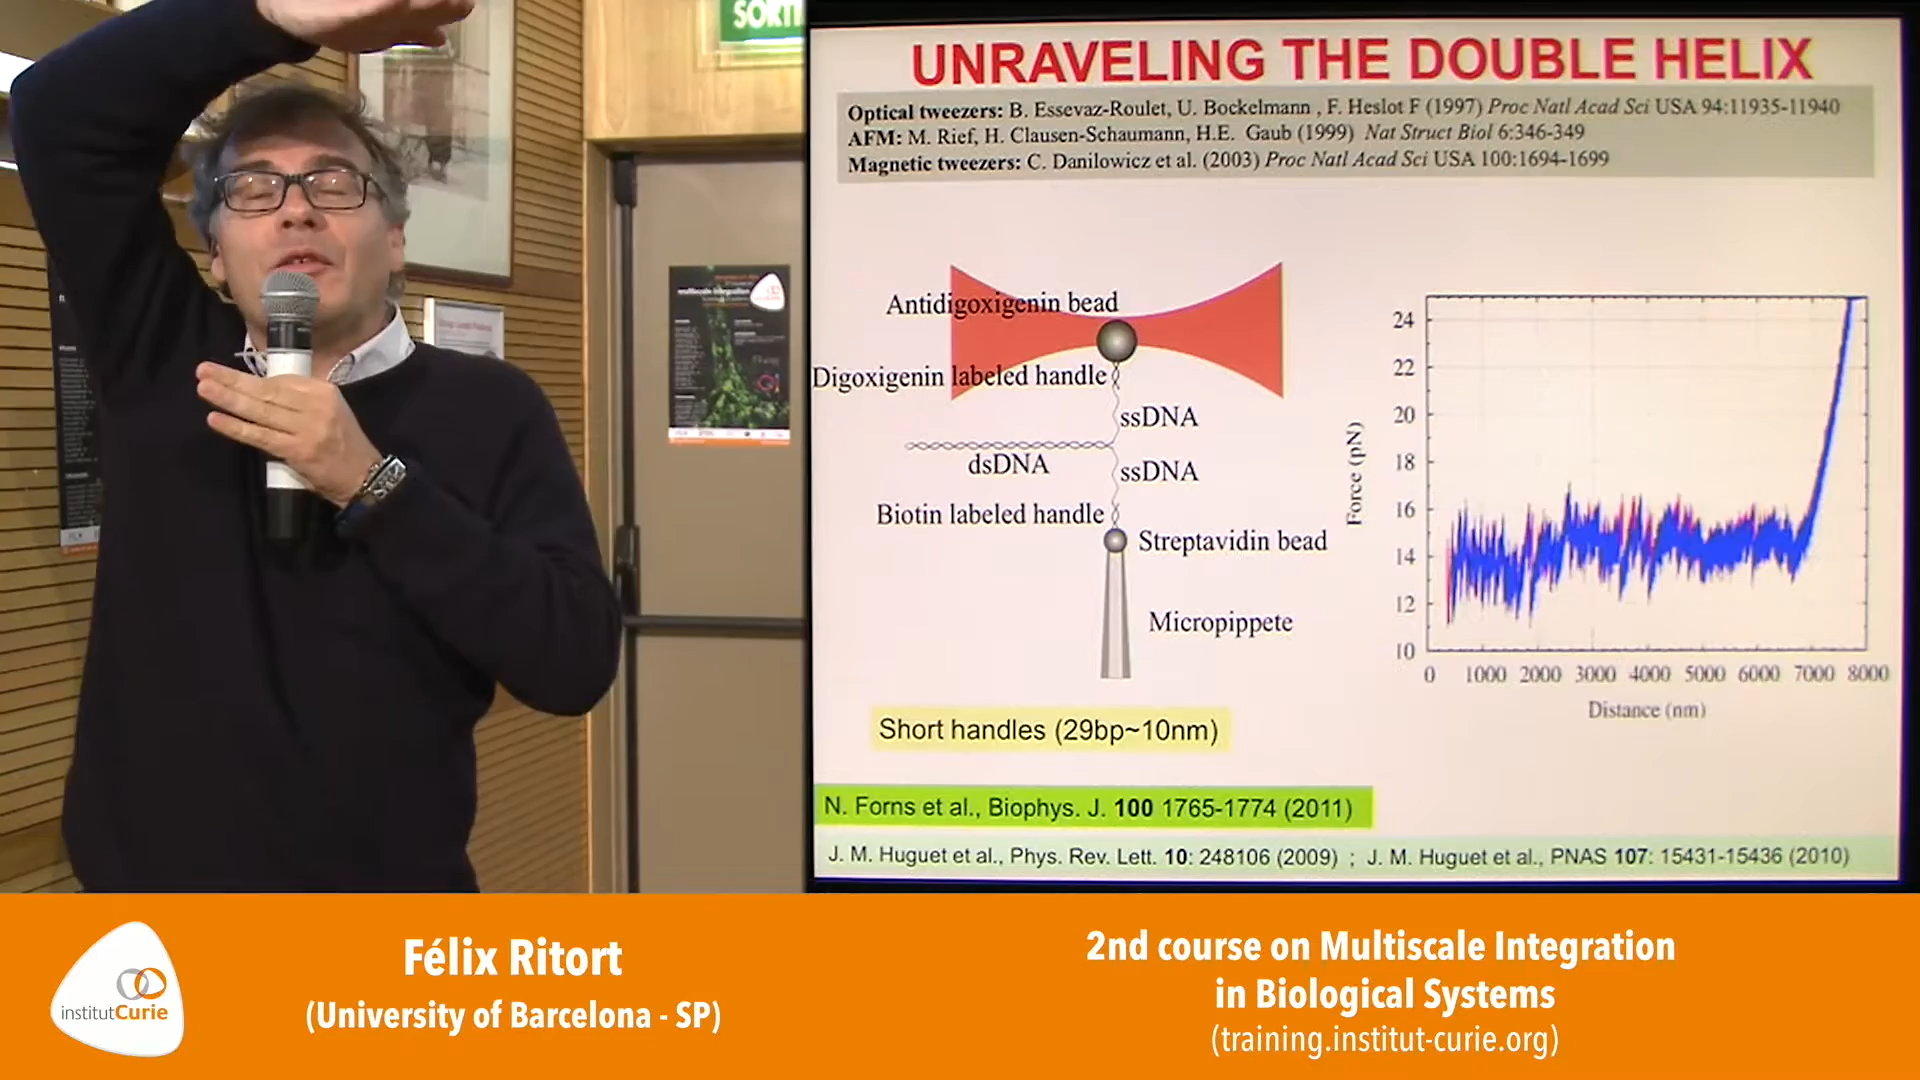 SORTI
UNRAVELING THE DOUBLE HELIX
Optical tweezers: B. Essevaz-Roulet, U. Bockelmann , F. Heslot F (1997) Proc Natl Acad Sci USA 94:11935-11940
AFM: M. Rief, H. Clausen-Schaumann, H.E. Gaub (1999) Nat Struct Biol 6:346-349
Magnetic tweezers: C. Danilowicz et al. (2003) Proc Natl Acad Sci USA 100:1694-1699
Antidigoxigenin bead
Digoxigenin labeled handle
ssDNA
dsDNA
ssDNA
Biotin labeled handle
Streptavidin bead
Micropippete
Force (pN)
24
22
20
18
16
14
12
10
0 1000 2000 3000 4000 5000 6000 7000 8000
Distance (nm)
Short handles (29bp~10nm)
N. Forns et al., Biophys. J. 100 1765-1774 (2011)
J. M. Huguet et al., Phys. Rev. Lett. 10: 248106 (2009) ; J. M. Huguet et al., PNAS 107: 15431-15436 (2010)
multiscale integration
institutCurie
Félix Ritort
(University of Barcelona - SP)
2nd course on Multiscale Integration
in Biological Systems
(training.institut-curie.org)